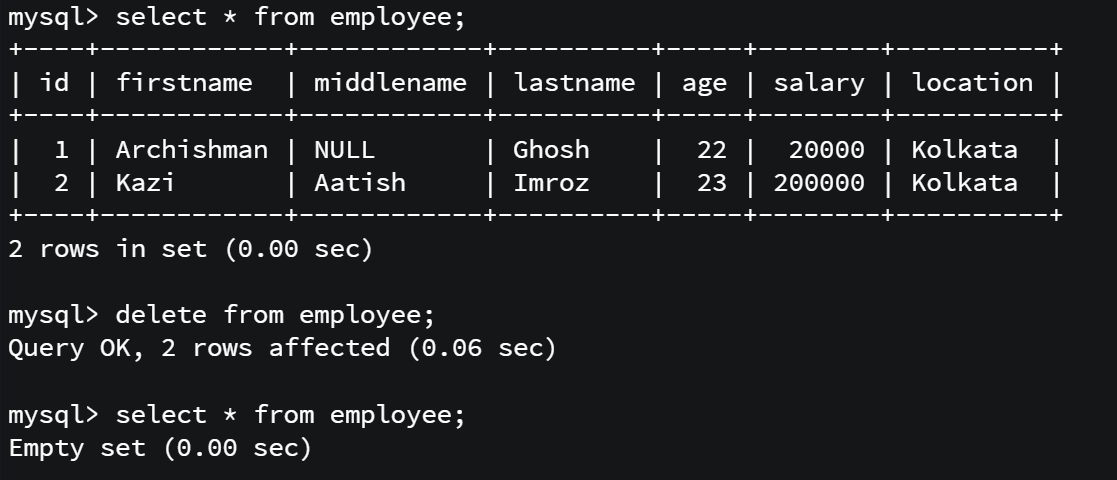 mysql> select * from employee;
+----+------------+------------+----------+-----+--------+----------+
| id | firstname  | middlename | lastname | age | salary | location |
+----+------------+------------+----------+-----+--------+----------+
|  1 | Archishman | NULL       | Ghosh    |  22 |  20000 | Kolkata  |
|  2 | Kazi       | Aatish     | Imroz    |  23 | 200000 | Kolkata  |
+----+------------+------------+----------+-----+--------+----------+
2 rows in set (0.00 sec)
mysql> delete from employee;
Query OK, 2 rows affected (0.06 sec)
mysql> select * from employee;
Empty set (0.00 sec)